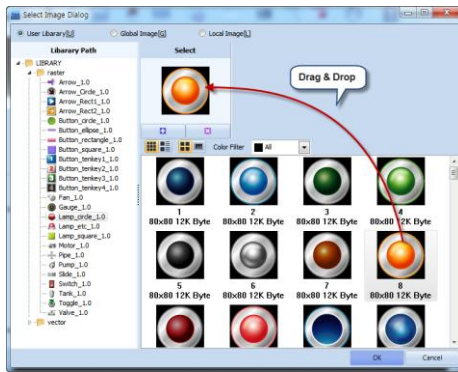 Select Image Dialog
User Libarary[U]
Global Image[G]
Local Image[L]
Libarary Path
Select
LIBRARY
raster
Arrow_1.0
Arrow_Circle_1.0
Arrow_Rect1_1.0
Arrow_Rect2_1.0
Button_circle_1.0
Button_ellipse_1.0
Button_rectangle_1.0
Button_square_1.0
Button_tenkey1_1.0
Button_tenkey2_1.0
Button_tenkey3_1.0
Button_tenkey4_1.0
Fan_1.0
Gauge_1.0
Lamp_circle_1.0
Lamp_etc_1.0
Lamp_square_1.0
Motor_1.0
Pipe_1.0
Pump_1.0
Slide_1.0
Switch_1.0
Tank_1.0
Toggle_1.0
Valve_1.0
vector
Drag & Drop
Color Filter
All
1
80x80 12K Byte
2
80x80 12K Byte
3
80x80 12K Byte
4
80x80 12K Byte
5
80x80 12K Byte
6
80x80 12K Byte
7
80x80 12K Byte
8
80x80 12K Byte
OK
Cancel